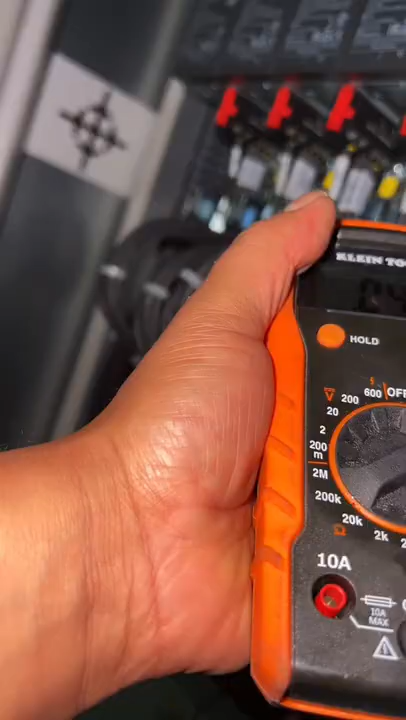 KLEIN TO
HOLD
600
OFF
200
20
2
200
m
2M
200k
20k
2k
Ω
10A
10A
MAX